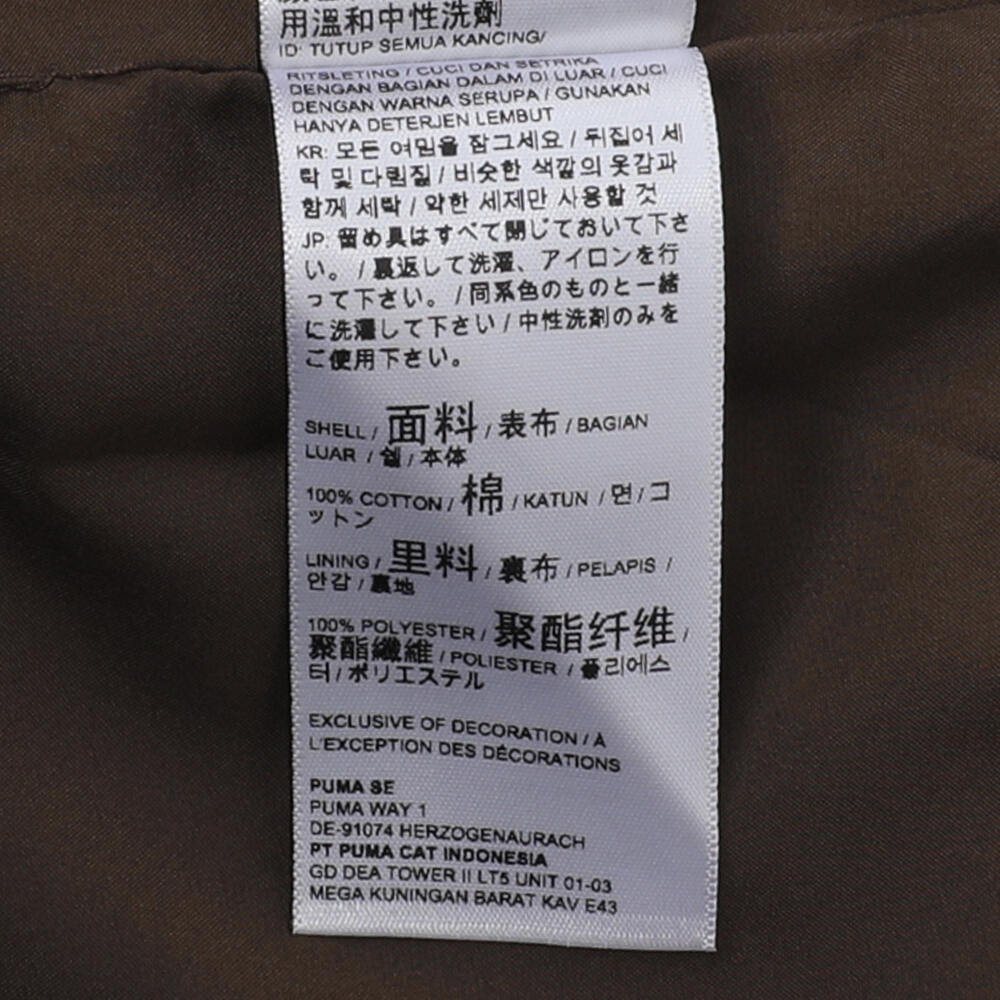 用溫和中性洗劑
ID: TUTUP SEMUA KANCING/
RITSLETING / CUCI DAN SETRIKA
DENGAN BAGIAN DALAM DI LUAR / CUCI
DENGAN WARNA SERUPA / GUNAKAN
HANYA DETERJEN LEMBUT
KR: 모든 여밈을 잠그세요 / 뒤집어 세
탁 및 다림질 / 비슷한 색깔의 옷감과
함께 세탁 / 약한 세제만 사용할 것
JP: 留め具はすべて閉じておいて下さ
い。 / 裏返して洗濯、アイロンを行
って下さい。 / 同系色のものと一緒
に洗濯して下さい / 中性洗剤のみを
ご使用下さい。
SHELL / 面料 / 表布 / BAGIAN
LUAR / 쉘 / 本体
100% COTTON / 棉 / KATUN / 면 / コ
ットン
LINING / 里料 / 裏布 / PELAPIS /
안감 / 裏地
100% POLYESTER / 聚酯纤维 /
聚酯纖維 / POLIESTER / 폴리에스
터 / ポリエステル
EXCLUSIVE OF DECORATION / À
L'EXCEPTION DES DÉCORATIONS
PUMA SE
PUMA WAY 1
DE-91074 HERZOGENAURACH
PT PUMA CAT INDONESIA
GD DEA TOWER II LT5 UNIT 01-03
MEGA KUNINGAN BARAT KAV E43